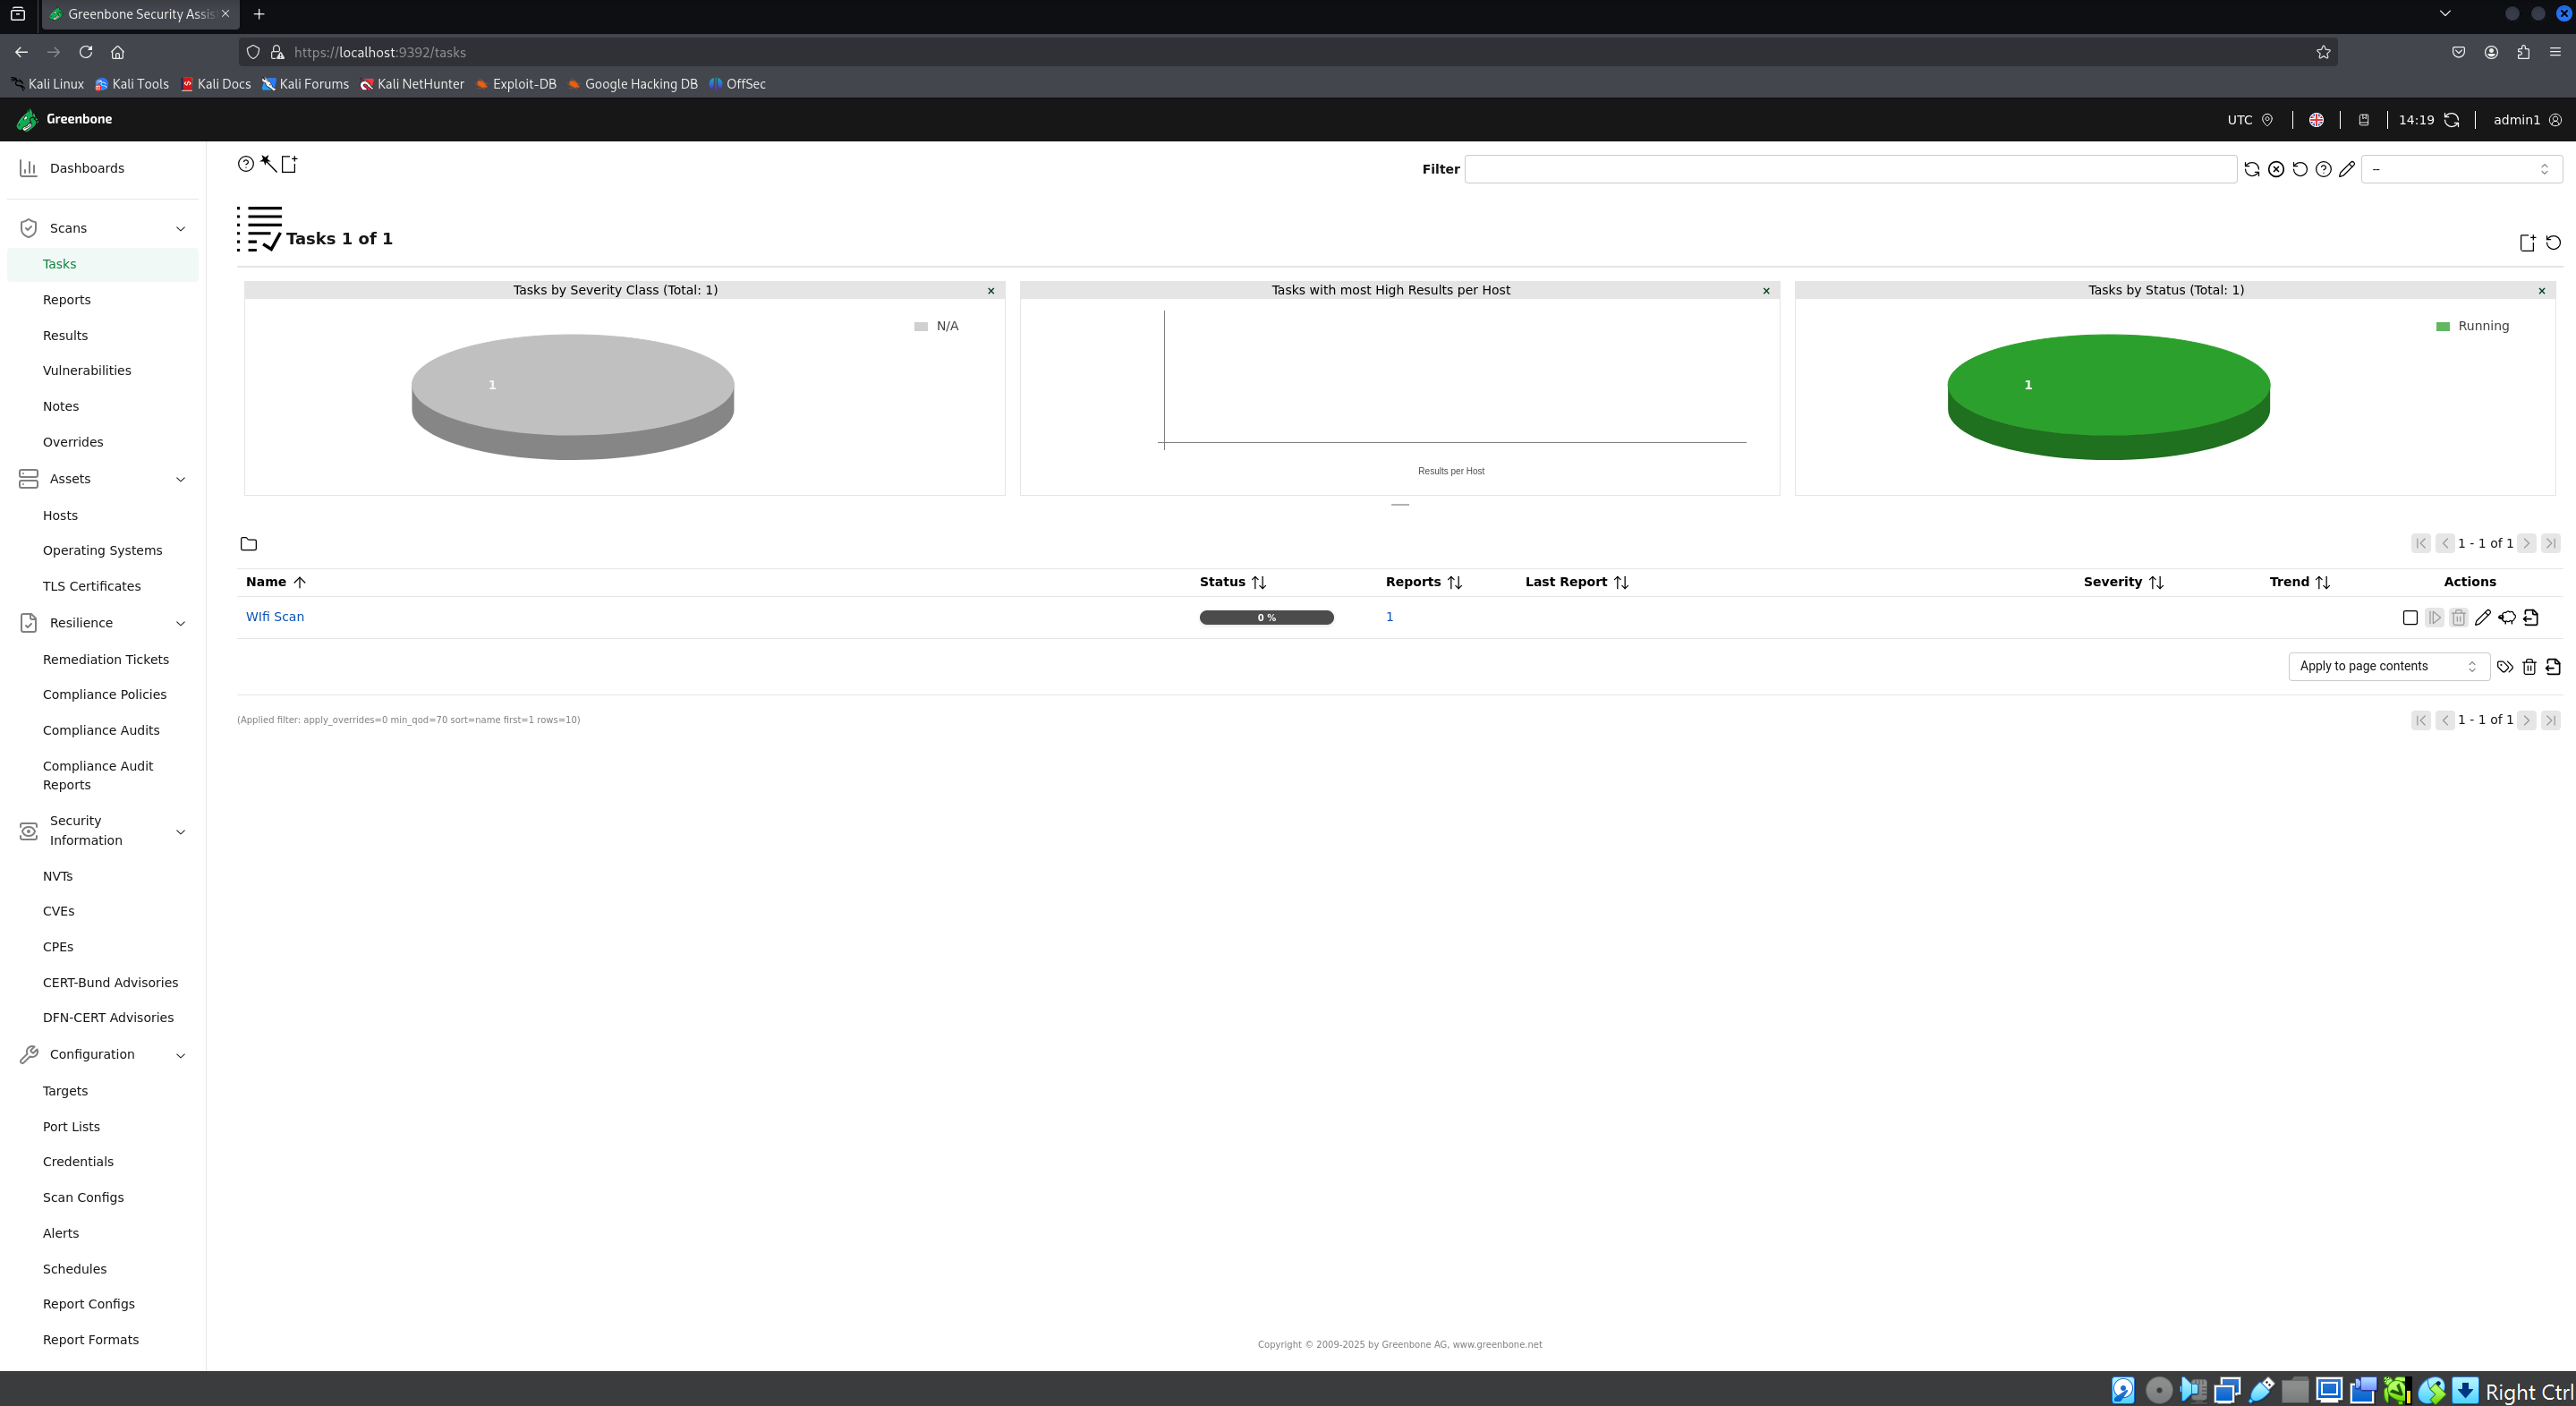 Greenbone Security Assis
https://localhost:9392/tasks
Kali Linux Kali Tools Kali Docs Kali Forums Kali NetHunter Exploit-DB Google Hacking DB OffSec
Greenbone
UTC 14:19 admin1
Dashboards
Scans
Tasks
Reports
Results
Vulnerabilities
Notes
Overrides
Assets
Hosts
Operating Systems
TLS Certificates
Resilience
Remediation Tickets
Compliance Policies
Compliance Audits
Compliance Audit
Reports
Security
Information
NVTs
CVEs
CPEs
CERT-Bund Advisories
DFN-CERT Advisories
Configuration
Targets
Port Lists
Credentials
Scan Configs
Alerts
Schedules
Report Configs
Report Formats
Filter --
Tasks 1 of 1
Tasks by Severity Class (Total: 1)
N/A
1
Tasks with most High Results per Host
Results per Host
Tasks by Status (Total: 1)
Running
1
1 - 1 of 1
Name Status Reports Last Report Severity Trend Actions
WIfi Scan 0 % 1
Apply to page contents
(Applied filter: apply_overrides=0 min_qod=70 sort=name first=1 rows=10)
1 - 1 of 1
Copyright © 2009-2025 by Greenbone AG, www.greenbone.net
Right Ctrl